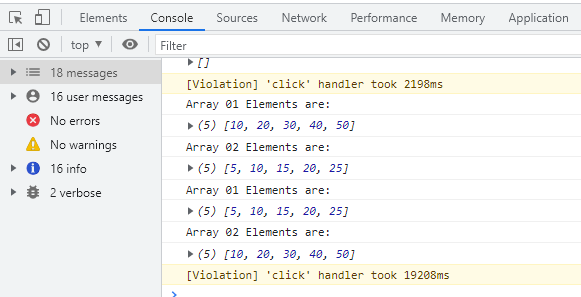 Elements Console Sources Network Performance Memory Application
top Filter
18 messages
16 user messages
No errors
No warnings
16 info
2 verbose
[]
[Violation] 'click' handler took 2198ms
Array 01 Elements are:
(5) [10, 20, 30, 40, 50]
Array 02 Elements are:
(5) [5, 10, 15, 20, 25]
Array 01 Elements are:
(5) [5, 10, 15, 20, 25]
Array 02 Elements are:
(5) [10, 20, 30, 40, 50]
[Violation] 'click' handler took 19208ms